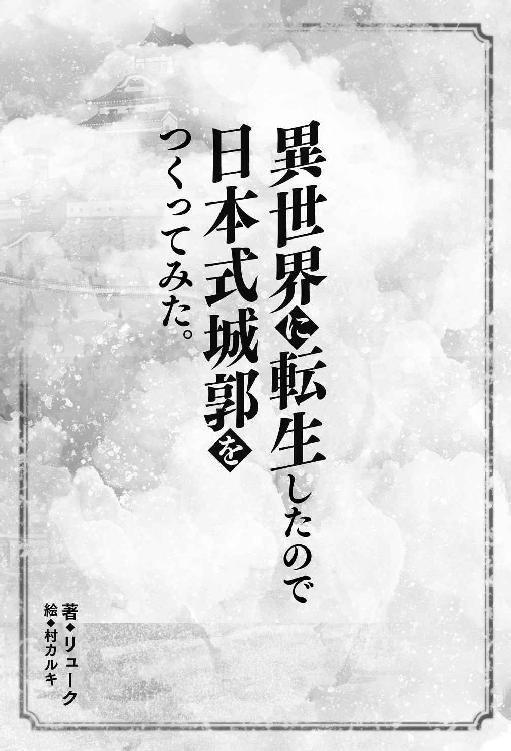 異世界に転生したので
日本式城郭を
つくってみた。
著◆リューク
絵◆村カルキ